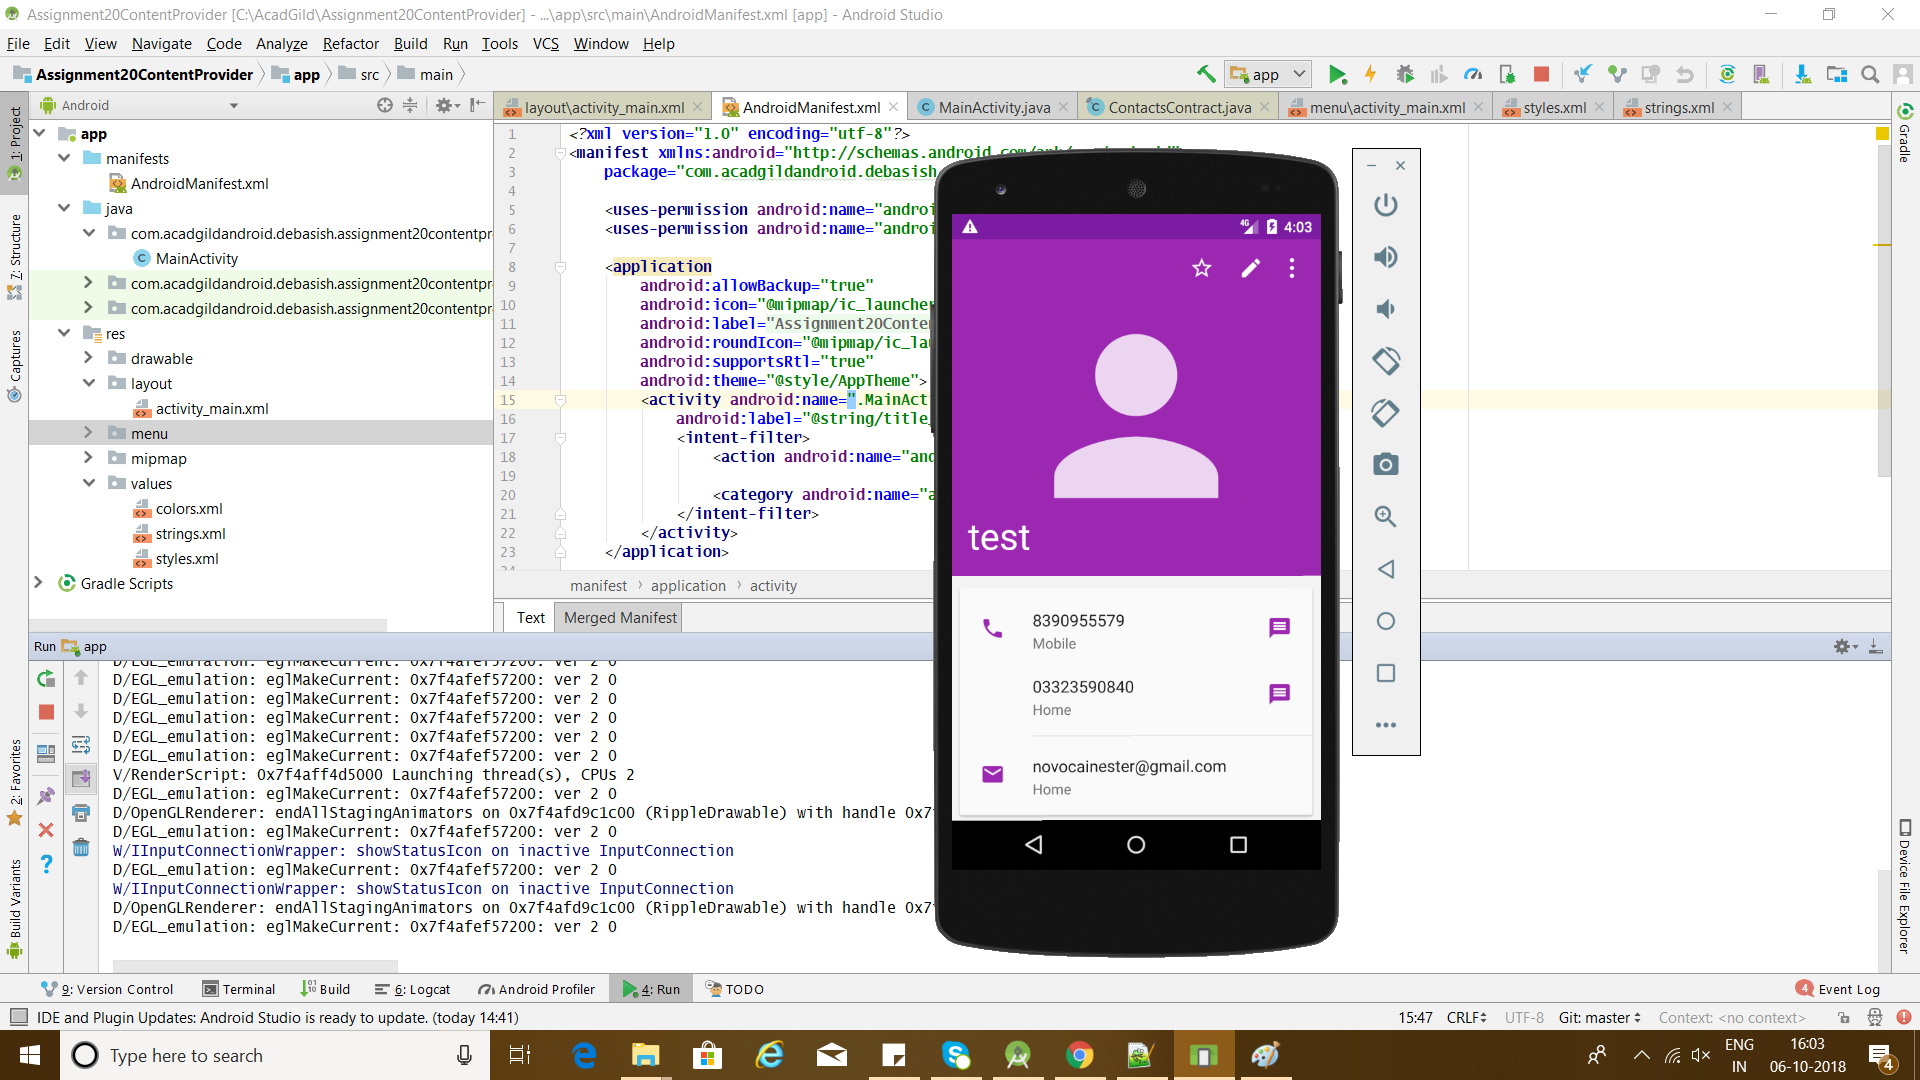 Assignment20ContentProvider [C:\AcadGild\Assignment20ContentProvider] - ...\app\src\main\AndroidManifest.xml [app] - Android Studio
File Edit View Navigate Code Analyze Refactor Build Run Tools VCS Window Help
Assignment20ContentProvider app src main
app
Android
layout\activity_main.xml AndroidManifest.xml MainActivity.java ContactsContract.java menu\activity_main.xml styles.xml strings.xml
1: Project
7: Structure
Captures
2: Favorites
Build Variants
app
manifests
AndroidManifest.xml
java
com.acadgildandroid.debasish.assignment20contentpr
MainActivity
com.acadgildandroid.debasish.assignment20contentpr
com.acadgildandroid.debasish.assignment20contentpr
res
drawable
layout
activity_main.xml
menu
mipmap
values
colors.xml
strings.xml
styles.xml
Gradle Scripts
1 <?xml version="1.0" encoding="utf-8"?>
2 <manifest xmlns:android="http://schemas.android.com/apk/res/android"
3 package="com.acadgildandroid.debasish.
4
5 <uses-permission android:name="androi
6 <uses-permission android:name="androi
7
8 <application
9 android:allowBackup="true"
10 android:icon="@mipmap/ic_launcher
11 android:label="Assignment20Conten
12 android:roundIcon="@mipmap/ic_lau
13 android:supportsRtl="true"
14 android:theme="@style/AppTheme">
15 <activity android:name=".MainActi
16 android:label="@string/title_
17 <intent-filter>
18 <action android:name="and
19
20 <category android:name="a
21 </intent-filter>
22 </activity>
23 </application>
manifest application activity
Text Merged Manifest
4G 4:03
test
8390955579
Mobile
03323590840
Home
novocainester@gmail.com
Home
Gradle
Device File Explorer
Run app
D/EGL_emulation: eglMakeCurrent: 0x7f4afef57200: ver 2 0
D/EGL_emulation: eglMakeCurrent: 0x7f4afef57200: ver 2 0
D/EGL_emulation: eglMakeCurrent: 0x7f4afef57200: ver 2 0
D/EGL_emulation: eglMakeCurrent: 0x7f4afef57200: ver 2 0
D/EGL_emulation: eglMakeCurrent: 0x7f4afef57200: ver 2 0
D/EGL_emulation: eglMakeCurrent: 0x7f4afef57200: ver 2 0
V/RenderScript: 0x7f4aff4d5000 Launching thread(s), CPUs 2
D/EGL_emulation: eglMakeCurrent: 0x7f4afef57200: ver 2 0
D/OpenGLRenderer: endAllStagingAnimators on 0x7f4afd9c1c00 (RippleDrawable) with handle 0x7
D/EGL_emulation: eglMakeCurrent: 0x7f4afef57200: ver 2 0
W/IInputConnectionWrapper: showStatusIcon on inactive InputConnection
D/EGL_emulation: eglMakeCurrent: 0x7f4afef57200: ver 2 0
W/IInputConnectionWrapper: showStatusIcon on inactive InputConnection
D/OpenGLRenderer: endAllStagingAnimators on 0x7f4afd9c1c00 (RippleDrawable) with handle 0x7
D/EGL_emulation: eglMakeCurrent: 0x7f4afef57200: ver 2 0
9: Version Control Terminal Build 6: Logcat Android Profiler 4: Run TODO 4 Event Log
IDE and Plugin Updates: Android Studio is ready to update. (today 14:41) 15:47 CRLF UTF-8 Git: master Context: <no context>
Type here to search
ENG
IN
16:03
06-10-2018
4